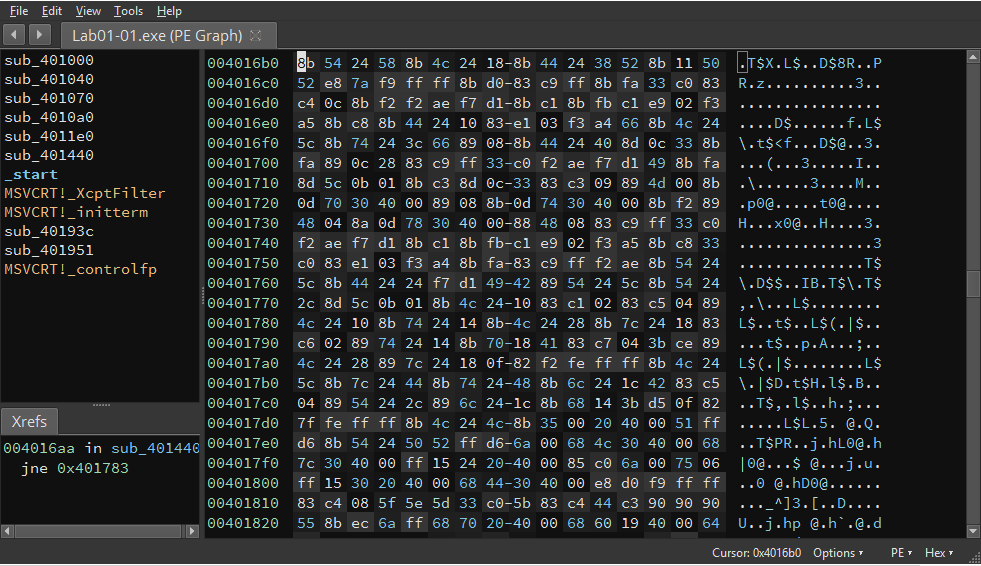 File Edit View Tools Help
Lab01-01.exe (PE Graph)
sub_401000
sub_401040
sub_401070
sub_4010a0
sub_4011e0
sub_401440
_start
MSVCRT!_XcptFilter
MSVCRT!_initterm
sub_40193c
sub_401951
MSVCRT!_controlfp
Xrefs
004016aa in sub_401440
jne 0x401783
004016b0 8b 54 24 58 8b 4c 24 18-8b 44 24 38 52 8b 11 50 .T$X.L$..D$8R..P
004016c0 52 e8 7a f9 ff ff 8b d0-83 c9 ff 8b fa 33 c0 83 R.z..........3..
004016d0 c4 0c 8b f2 f2 ae f7 d1-8b c1 8b fb c1 e9 02 f3 ................
004016e0 a5 8b c8 8b 44 24 10 83-e1 03 f3 a4 66 8b 4c 24 ....D$......f.L$
004016f0 5c 8b 74 24 3c 66 89 08-8b 44 24 40 8d 0c 33 8b \.t$<f...D$@..3.
00401700 fa 89 0c 28 83 c9 ff 33-c0 f2 ae f7 d1 49 8b fa ...(...3.....I..
00401710 8d 5c 0b 01 8b c3 8d 0c-33 83 c3 09 89 4d 00 8b .\......3....M..
00401720 0d 70 30 40 00 89 08 8b-0d 74 30 40 00 8b f2 89 .p0@.....t0@....
00401730 48 04 8a 0d 78 30 40 00-88 48 08 83 c9 ff 33 c0 H...x0@..H....3.
00401740 f2 ae f7 d1 8b c1 8b fb-c1 e9 02 f3 a5 8b c8 33 ...............3
00401750 c0 83 e1 03 f3 a4 8b fa-83 c9 ff f2 ae 8b 54 24 ..............T$
00401760 5c 8b 44 24 24 f7 d1 49-42 89 54 24 5c 8b 54 24 \.D$$..IB.T$\.T$
00401770 2c 8d 5c 0b 01 8b 4c 24-10 83 c1 02 83 c5 04 89 ,.\...L$........
00401780 4c 24 10 8b 74 24 14 8b-4c 24 28 8b 7c 24 18 83 L$..t$..L$(.|$..
00401790 c6 02 89 74 24 14 8b 70-18 41 83 c7 04 3b ce 89 ...t$..p.A...;..
004017a0 4c 24 28 89 7c 24 18 0f-82 f2 fe ff ff 8b 4c 24 L$(.|$........L$
004017b0 5c 8b 7c 24 44 8b 74 24-48 8b 6c 24 1c 42 83 c5 \.|$D.t$H.l$.B..
004017c0 04 89 54 24 2c 89 6c 24-1c 8b 68 14 3b d5 0f 82 ..T$,.l$..h.;...
004017d0 7f fe ff ff 8b 4c 24 4c-8b 35 00 20 40 00 51 ff .....L$L.5. @.Q.
004017e0 d6 8b 54 24 50 52 ff d6-6a 00 68 4c 30 40 00 68 ..T$PR..j.hL0@.h
004017f0 7c 30 40 00 ff 15 24 20-40 00 85 c0 6a 00 75 06 |0@...$ @...j.u.
00401800 ff 15 30 20 40 00 68 44-30 40 00 e8 d0 f9 ff ff ..0 @.hD0@......
00401810 83 c4 08 5f 5e 5d 33 c0-5b 83 c4 44 c3 90 90 90 ..._^]3.[..D....
00401820 55 8b ec 6a ff 68 70 20-40 00 68 60 19 40 00 64 U..j.hp @.h`.@.d
Cursor: 0x4016b0 Options PE Hex